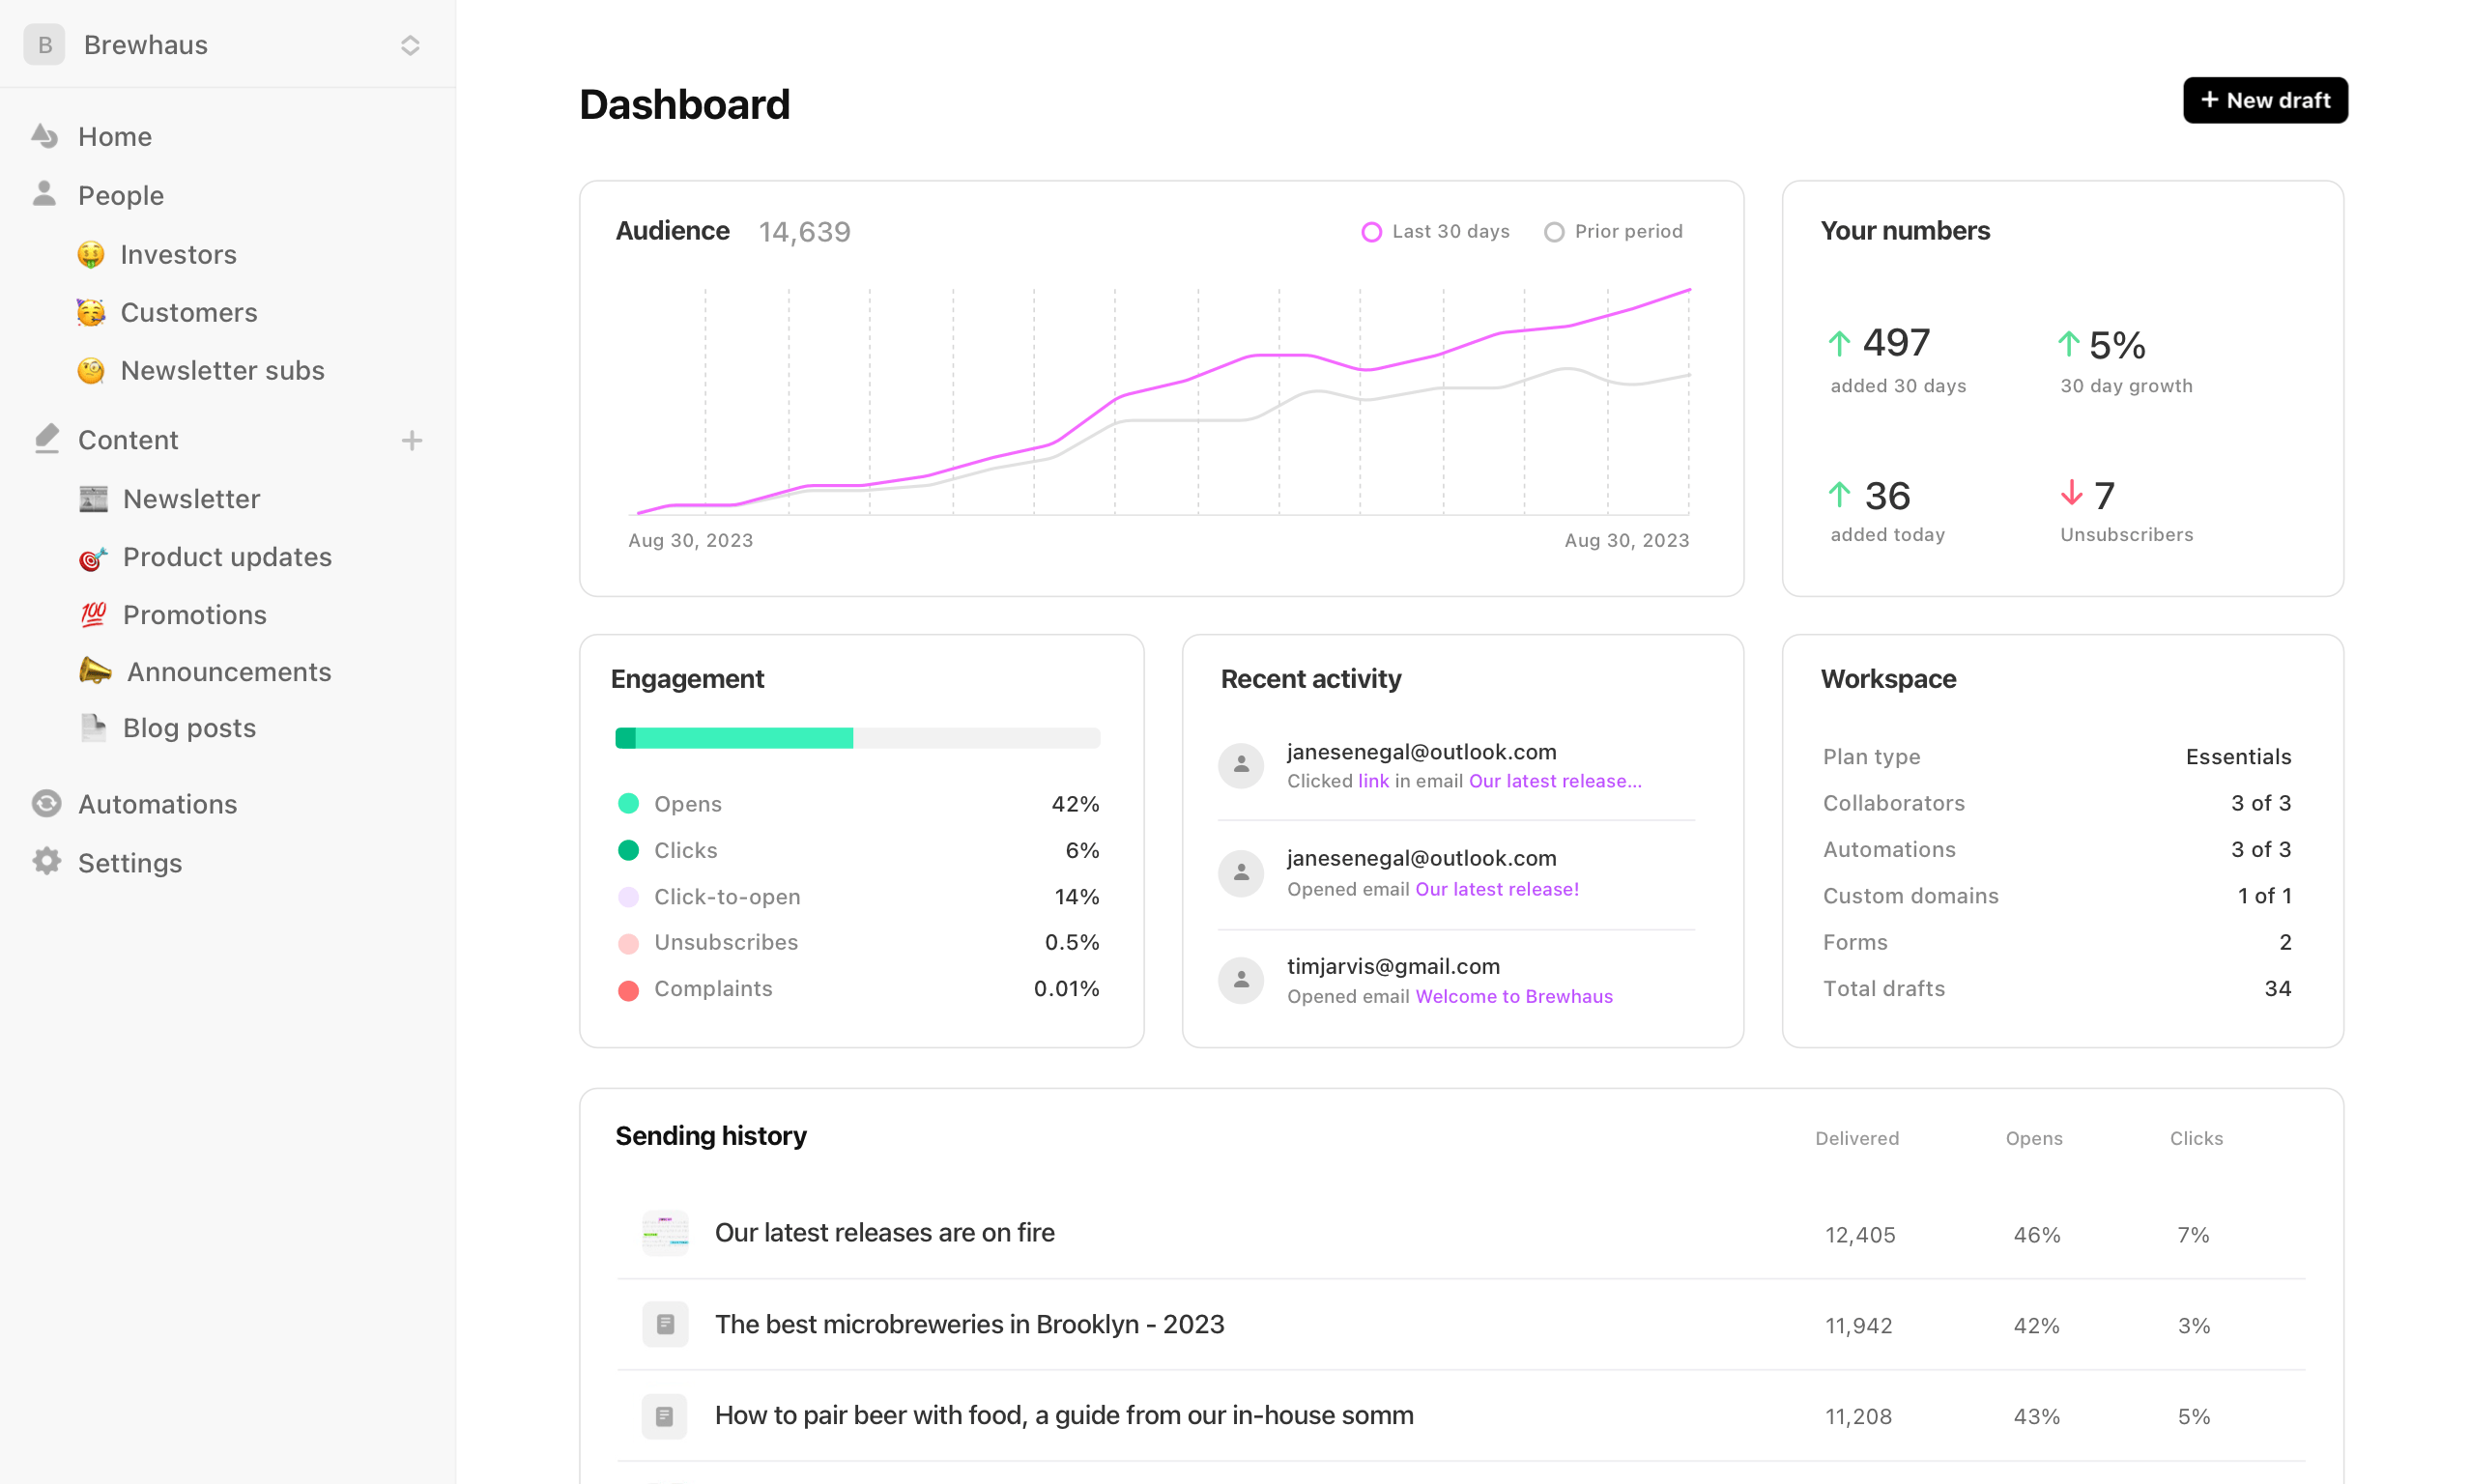 B Brewhaus
Home
People
Investors
Customers
Newsletter subs
Content +
Newsletter
Product updates
Promotions
Announcements
Blog posts
Automations
Settings
Dashboard
+ New draft
Audience 14,639
Last 30 days Prior period
Aug 30, 2023 Aug 30, 2023
Your numbers
497
added 30 days
5%
30 day growth
36
added today
7
Unsubscribers
Engagement
Opens 42%
Clicks 6%
Click-to-open 14%
Unsubscribes 0.5%
Complaints 0.01%
Recent activity
janesenegal@outlook.com
Clicked link in email Our latest release...
janesenegal@outlook.com
Opened email Our latest release!
timjarvis@gmail.com
Opened email Welcome to Brewhaus
Workspace
Plan type Essentials
Collaborators 3 of 3
Automations 3 of 3
Custom domains 1 of 1
Forms 2
Total drafts 34
Sending history Delivered Opens Clicks
Our latest releases are on fire 12,405 46% 7%
The best microbreweries in Brooklyn - 2023 11,942 42% 3%
How to pair beer with food, a guide from our in-house somm 11,208 43% 5%